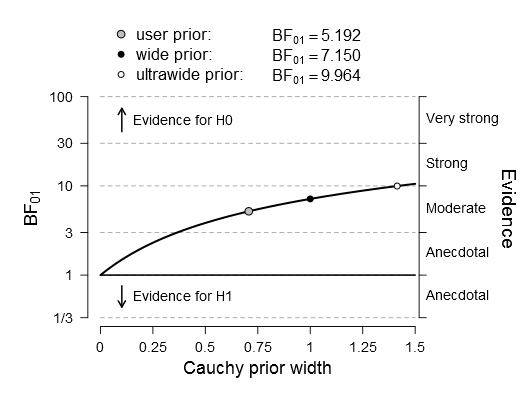 user prior: BF01 = 5.192
wide prior: BF01 = 7.150
ultrawide prior: BF01 = 9.964
100
30
10
3
1
1/3
BF01
Evidence for H0
Evidence for H1
Very strong
Strong
Moderate
Anecdotal
Anecdotal
Evidence
0 0.25 0.5 0.75 1 1.25 1.5
Cauchy prior width